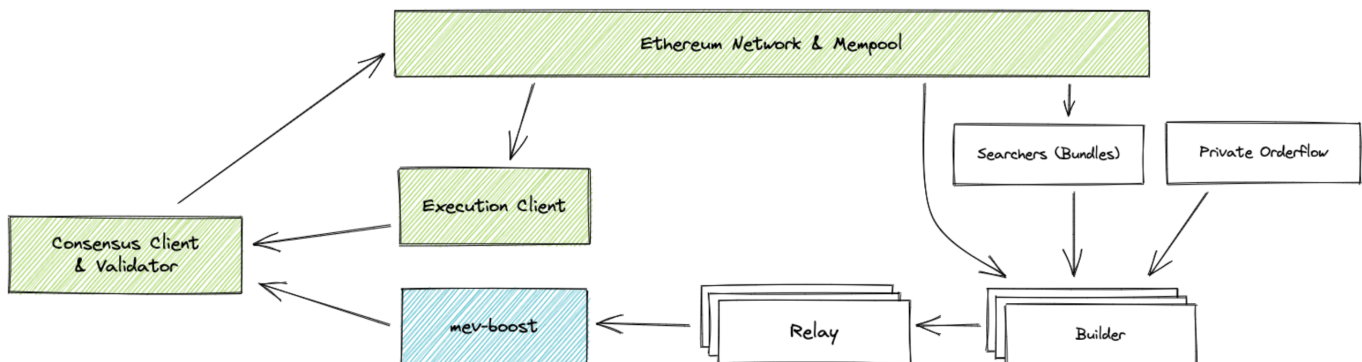 Ethereum Network & Mempool
Searchers (Bundles)
Private Orderflow
Execution Client
Consensus Client
& Validator
mev-boost
Relay
Builder